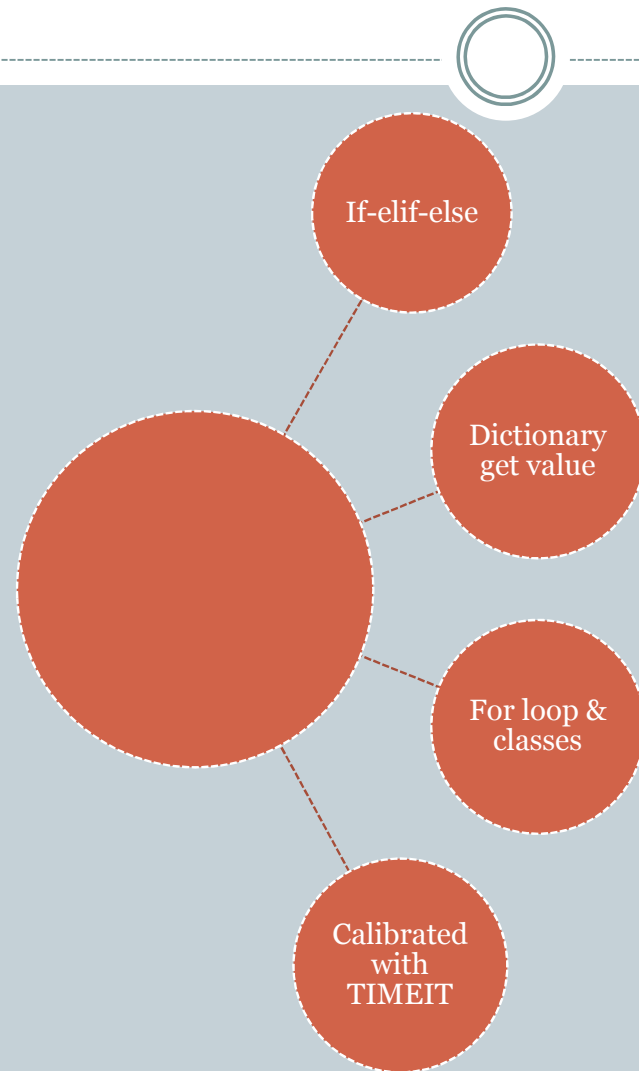 If-elif-else
Dictionary
get value
For loop &
classes
Calibrated
with
TIMEIT